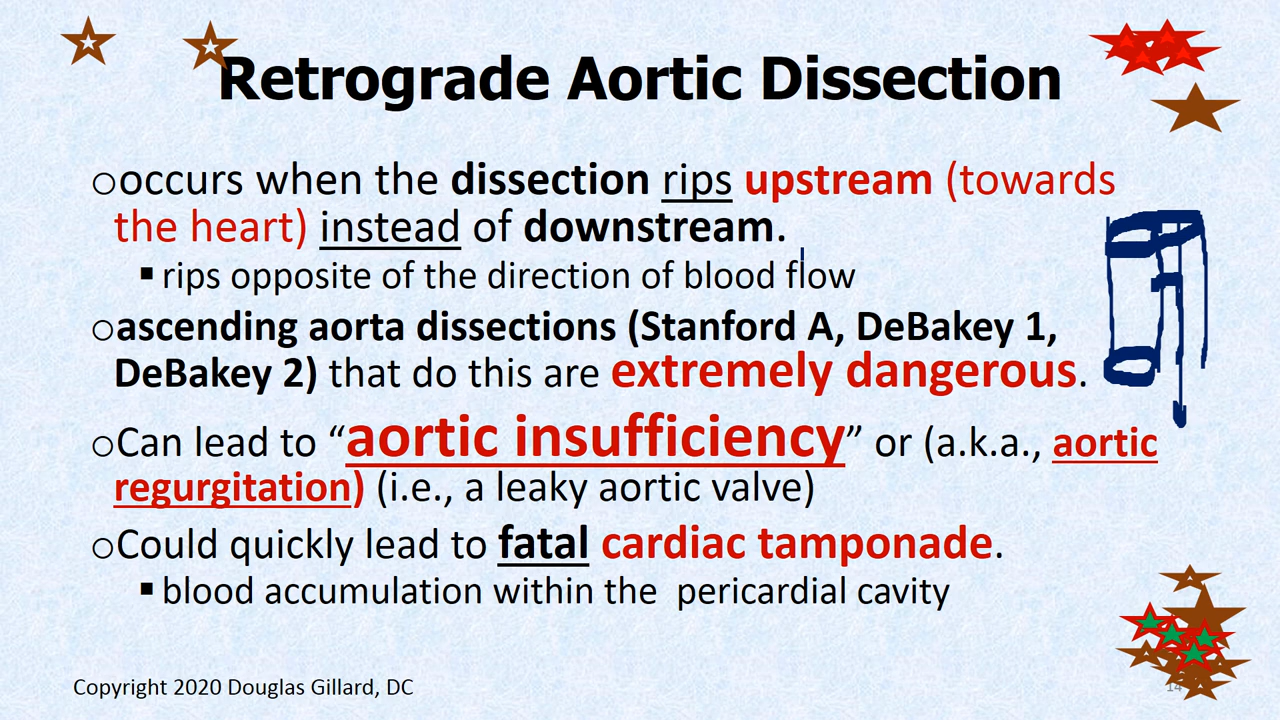 Retrograde Aortic Dissection
○occurs when the dissection rips upstream (towards
the heart) instead of downstream.
▪rips opposite of the direction of blood flow
○ascending aorta dissections (Stanford A, DeBakey 1,
DeBakey 2) that do this are extremely dangerous.
○Can lead to “aortic insufficiency” or (a.k.a., aortic
regurgitation) (i.e., a leaky aortic valve)
○Could quickly lead to fatal cardiac tamponade.
▪blood accumulation within the  pericardial cavity
Copyright 2020 Douglas Gillard, DC
14